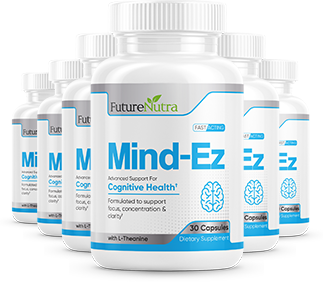 FutureNutra
FAST ACTING
Mind-Ez
Advanced Support For
Cognitive Health†
Formulated to support
focus, concentration &
clarity†
30 Capsules
with L-Theanine
Dietary Supplement